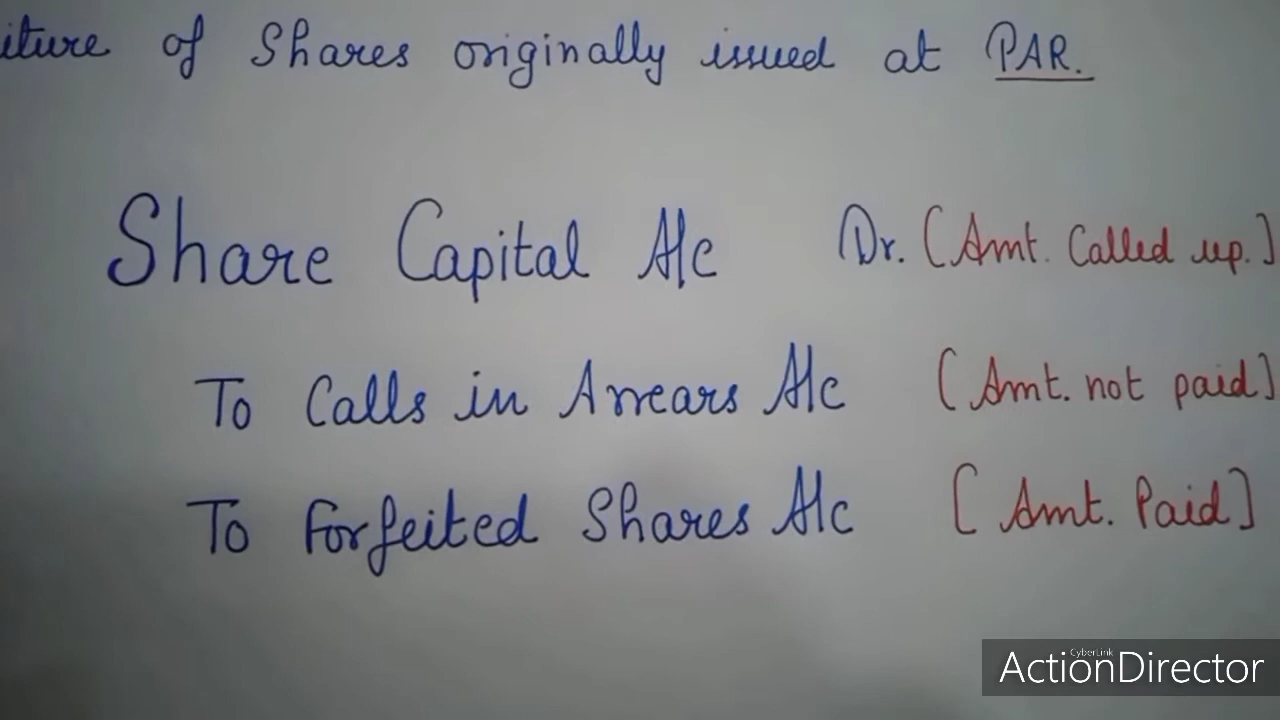 iture of Shares originally issued at PAR.
Share Capital A/c Dr. [Amt. Called up.]
To Calls in Arrears A/c [Amt. not paid]
To Forfeited Shares A/c [Amt. Paid]
CyberLink
ActionDirector